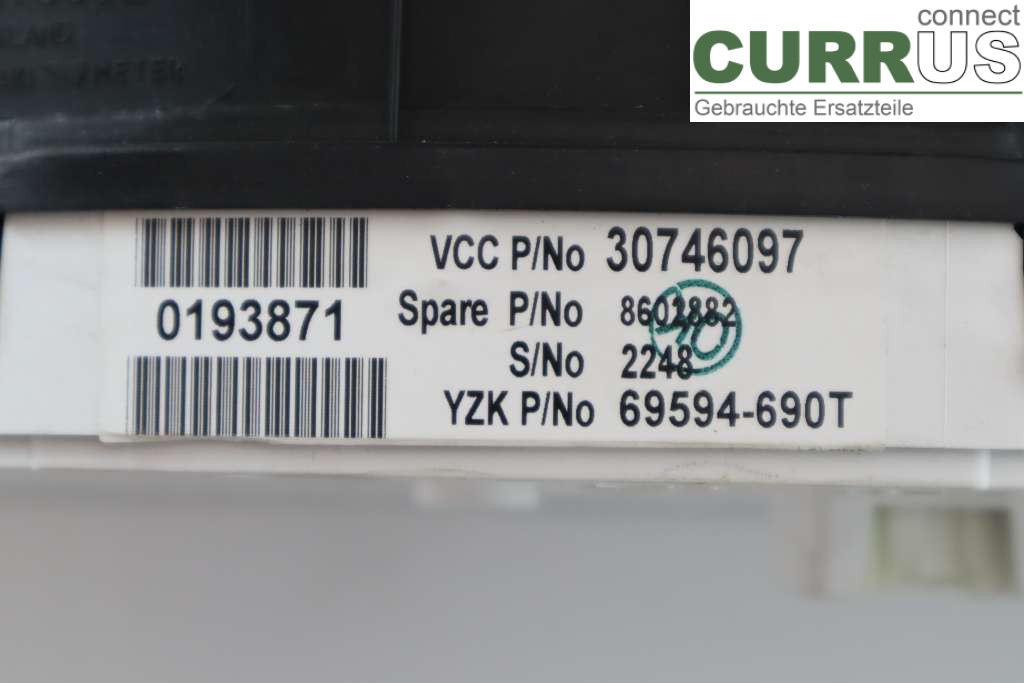 connect
CURRUS
Gebrauchte Ersatzteile
VCC P/No 30746097
0193871
Spare P/No 8602882
S/No 2248
YZK P/No 69594-690T